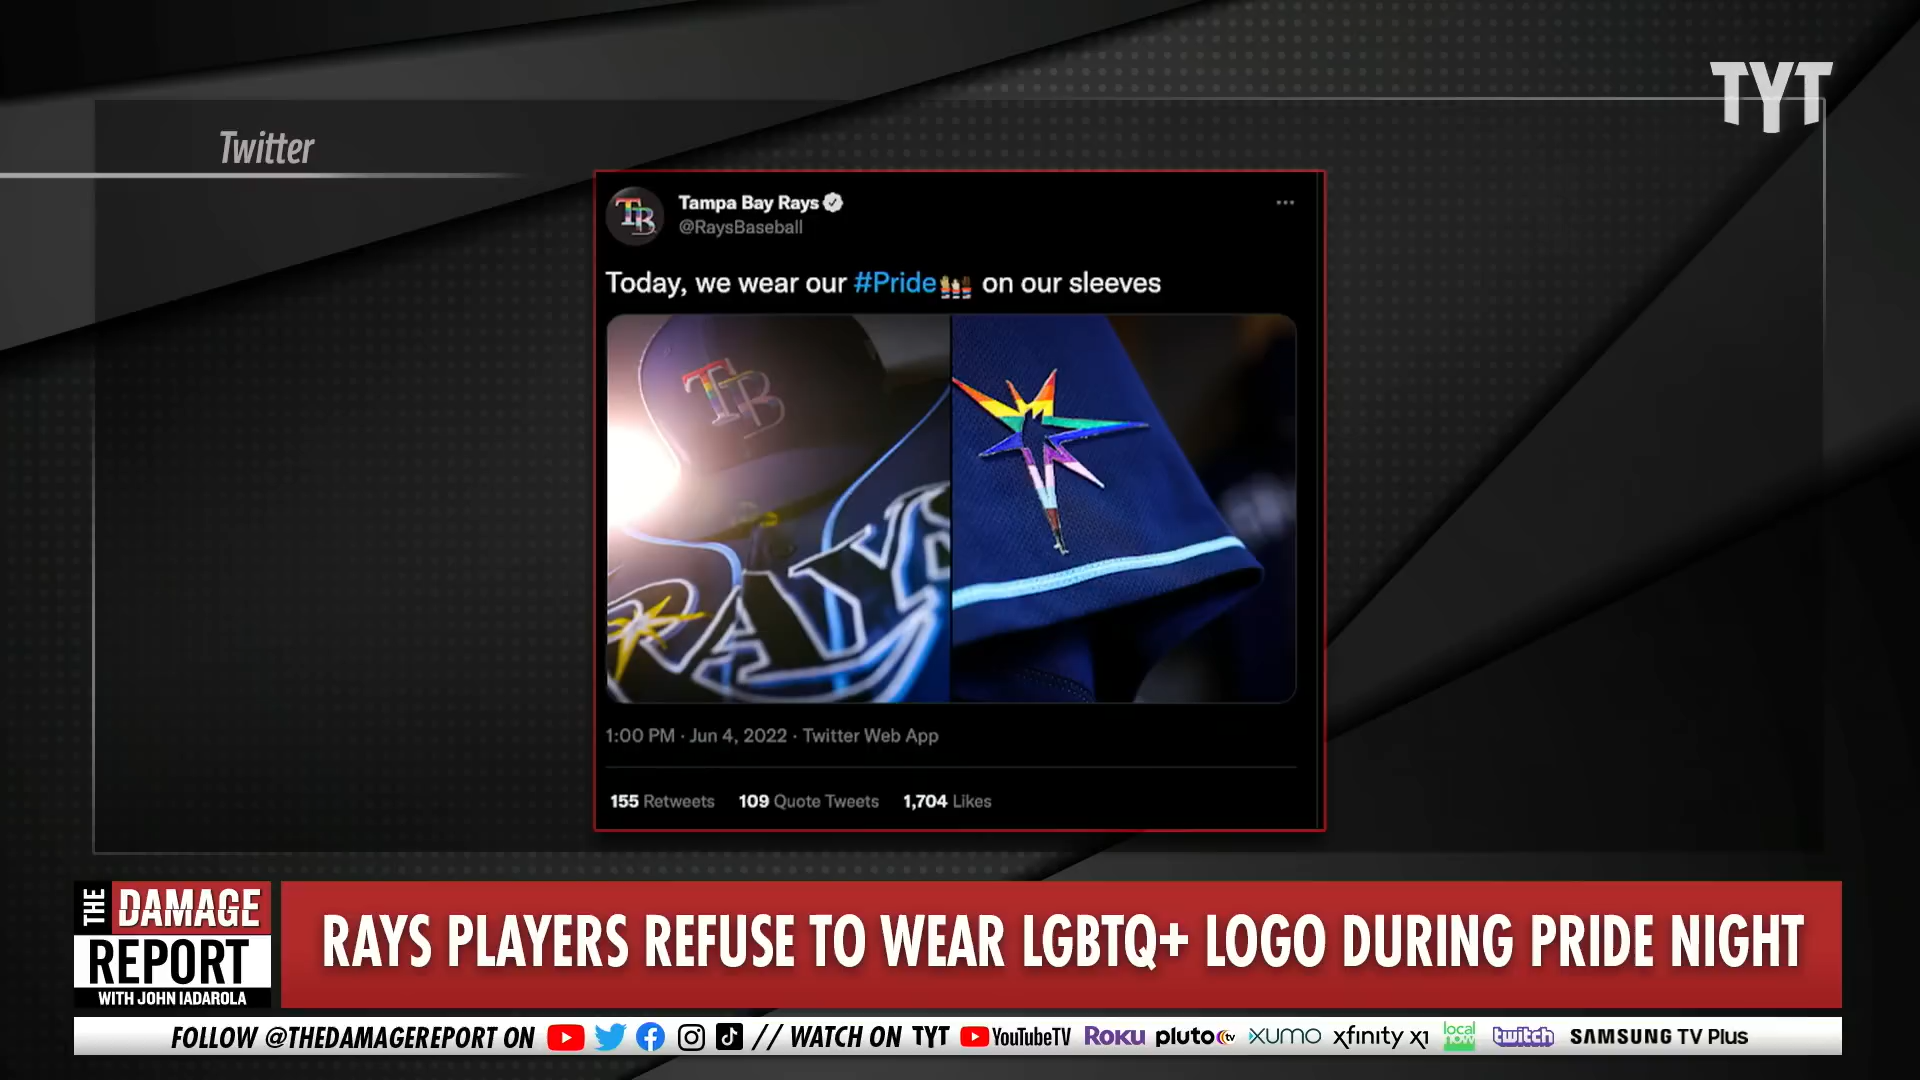 TYT
Twitter
Tampa Bay Rays
@RaysBaseball
Today, we wear our #Pride on our sleeves
TB
RAYS
1:00 PM · Jun 4, 2022 · Twitter Web App
155 Retweets 109 Quote Tweets 1,704 Likes
THE DAMAGE REPORT
WITH JOHN IADAROLA
RAYS PLAYERS REFUSE TO WEAR LGBTQ+ LOGO DURING PRIDE NIGHT
FOLLOW @THEDAMAGEREPORT ON // WATCH ON TYT YouTubeTV ROKU pluto tv XUMO xfinity X1 local now twitch SAMSUNG TV Plus